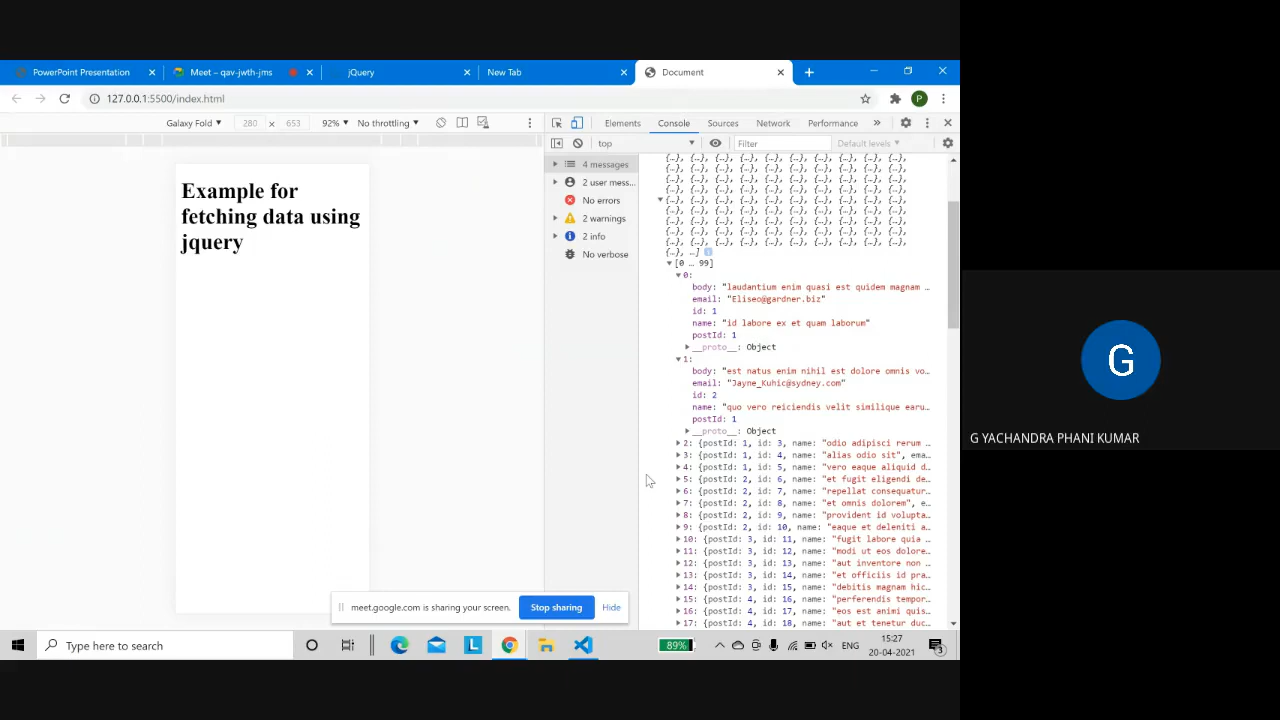 PowerPoint Presentation
Meet – qav-jwth-jms
jQuery
New Tab
Document
127.0.0.1:5500/index.html
P
Galaxy Fold ▾ 280 x 653 92% ▾ No throttling ▾
Elements Console Sources Network Performance »
top
Filter
Default levels ▾
4 messages
2 user mess...
No errors
2 warnings
2 info
No verbose
Example for
fetching data using
jquery
{…}, {…}, {…}, {…}, {…}, {…}, {…},
{…}, {…}, {…}, {…}, {…}, {…}, {…},
{…}, {…}, {…}, {…}, {…}, {…}, {…},
{…}, {…}, {…}, {…}, {…}, {…}, {…},
{…}, {…}, {…}, {…}, {…}, {…}, {…},
{…}, {…}, {…}, {…}, {…}, {…}, {…},
{…}, {…}, {…}, {…}, {…}, {…}, {…},
{…}, {…}, {…}, {…}, {…}, {…}, {…},
{…}, {…}, {…}, {…}, {…}, {…}, {…},
{…}, …] i
[0 … 99]
0:
body: "laudantium enim quasi est quidem magnam …
email: "Eliseo@gardner.biz"
id: 1
name: "id labore ex et quam laborum"
postId: 1
__proto__: Object
1:
body: "est natus enim nihil est dolore omnis vo…
email: "Jayne_Kuhic@sydney.com"
id: 2
name: "quo vero reiciendis velit similique earu…
postId: 1
__proto__: Object
2: {postId: 1, id: 3, name: "odio adipisci rerum …
3: {postId: 1, id: 4, name: "alias odio sit", ema…
4: {postId: 1, id: 5, name: "vero eaque aliquid d…
5: {postId: 2, id: 6, name: "et fugit eligendi de…
6: {postId: 2, id: 7, name: "repellat consequatur…
7: {postId: 2, id: 8, name: "et omnis dolorem", e…
8: {postId: 2, id: 9, name: "provident id volupta…
9: {postId: 2, id: 10, name: "eaque et deleniti a…
10: {postId: 3, id: 11, name: "fugit labore quia …
11: {postId: 3, id: 12, name: "modi ut eos dolore…
12: {postId: 3, id: 13, name: "aut inventore non …
13: {postId: 3, id: 14, name: "et officiis id pra…
14: {postId: 3, id: 15, name: "debitis magnam hic…
15: {postId: 4, id: 16, name: "perferendis tempor…
16: {postId: 4, id: 17, name: "eos est animi quis…
17: {postId: 4, id: 18, name: "aut et tenetur duc…
meet.google.com is sharing your screen. Stop sharing Hide
G
G YACHANDRA PHANI KUMAR
Type here to search
L
89%
ENG
15:27
20-04-2021
3